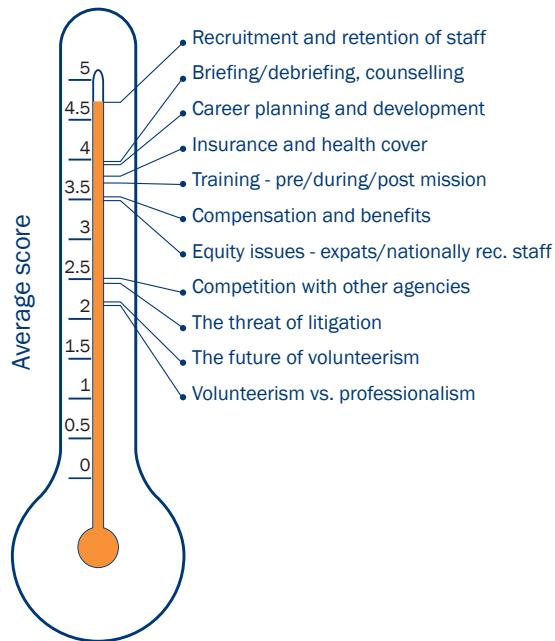 Recruitment and retention of staff
Briefing/debriefing, counselling
Career planning and development
Insurance and health cover
Training - pre/during/post mission
Compensation and benefits
Equity issues - expats/nationally rec. staff
Competition with other agencies
The threat of litigation
The future of volunteerism
Volunteerism vs. professionalism
Average score
5
4.5
4
3.5
3
2.5
2
1.5
1
0.5
0